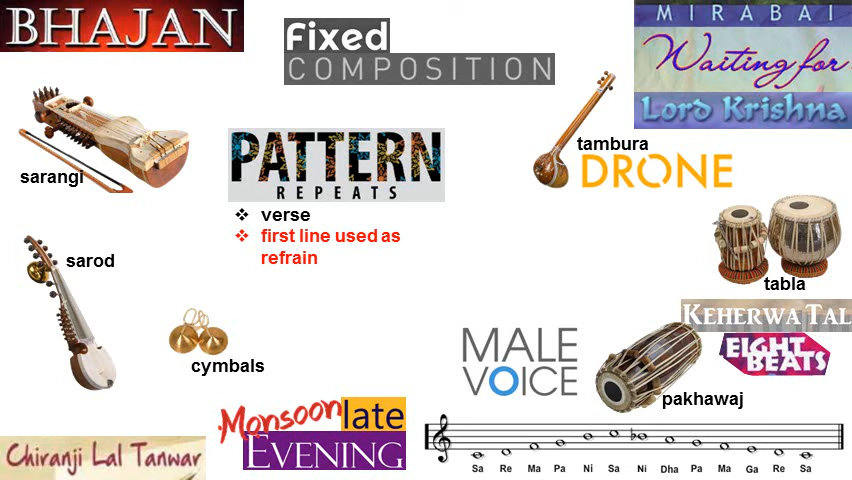 BHAJAN
Fixed
COMPOSITION
MIRABAI
Waiting for
Lord Krishna
sarangi
PATTERN
REPEATS
❖ verse
❖ first line used as
refrain
tambura
DRONE
sarod
tabla
KEHERWA TAL
EIGHT
BEATS
cymbals
MALE
VOICE
pakhawaj
Monsoon late
EVENING
Chiranji Lal Tanwar
Sa Re Ma Pa Ni Sa Ni Dha Pa Ma Ga Re Sa